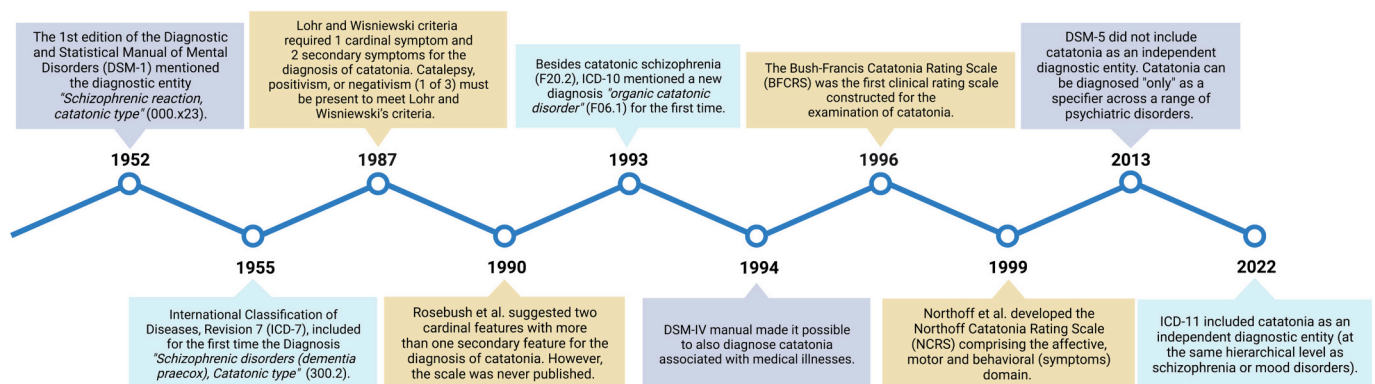 The 1st edition of the Diagnostic
and Statistical Manual of Mental
Disorders (DSM-1) mentioned
the diagnostic entity
"Schizophrenic reaction,
catatonic type" (000.x23).
1952
Lohr and Wisniewski criteria
required 1 cardinal symptom and
2 secondary symptoms for the
diagnosis of catatonia. Catalepsy,
positivism, or negativism (1 of 3) must
be present to meet Lohr and
Wisniewski's criteria.
1987
Besides catatonic schizophrenia
(F20.2), ICD-10 mentioned a new
diagnosis "organic catatonic
disorder" (F06.1) for the first time.
1993
The Bush-Francis Catatonia Rating Scale
(BFCRS) was the first clinical rating scale
constructed for the
examination of catatonia.
1996
DSM-5 did not include
catatonia as an independent
diagnostic entity. Catatonia can
be diagnosed "only" as a
specifier across a range of
psychiatric disorders.
2013
1955
International Classification of
Diseases, Revision 7 (ICD-7), included
for the first time the Diagnosis
"Schizophrenic disorders (dementia
praecox), Catatonic type" (300.2).
1990
Rosebush et al. suggested two
cardinal features with more
than one secondary feature for the
diagnosis of catatonia. However,
the scale was never published.
1994
DSM-IV manual made it possible
to also diagnose catatonia
associated with medical illnesses.
1999
Northoff et al. developed the
Northoff Catatonia Rating Scale
(NCRS) comprising the affective,
motor and behavioral (symptoms)
domain.
2022
ICD-11 included catatonia as an
independent diagnostic entity (at
the same hierarchical level as
schizophrenia or mood disorders).